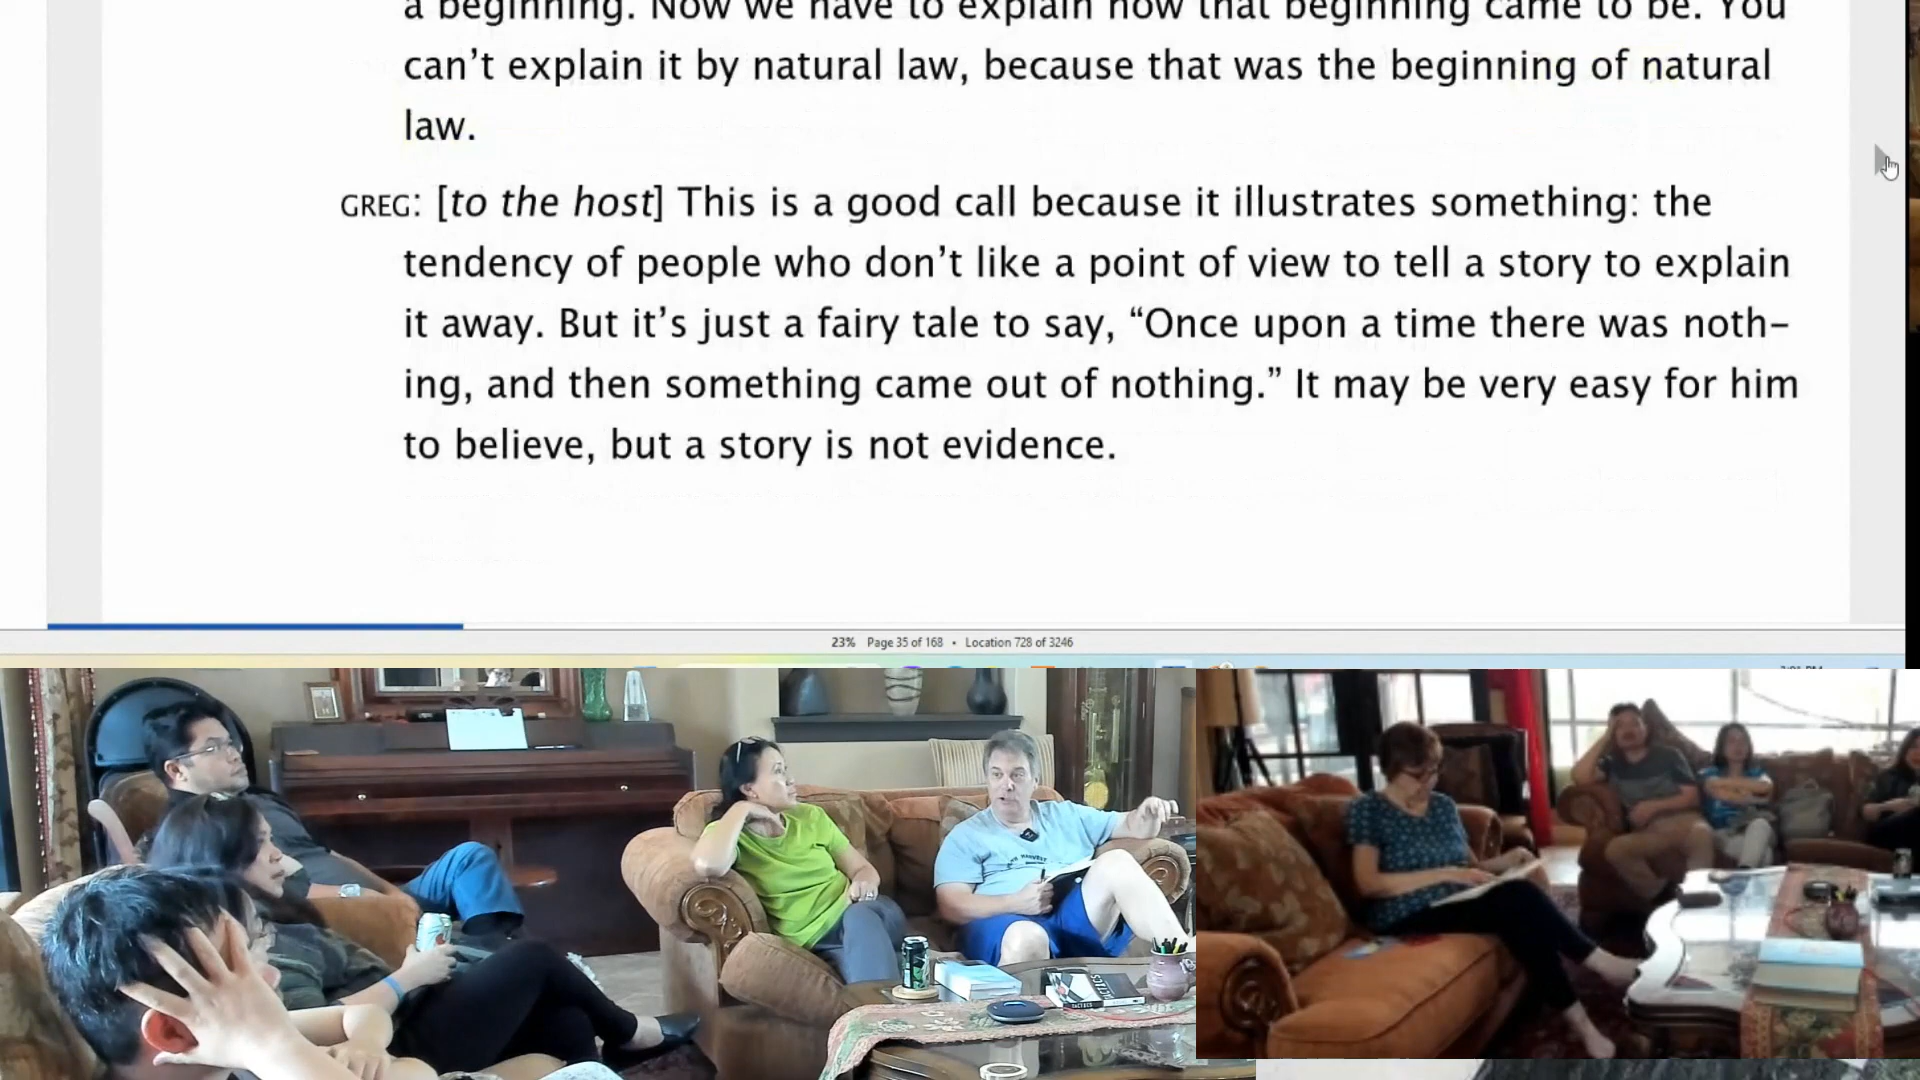 a beginning. Now we have to explain how that beginning came to be. You
can’t explain it by natural law, because that was the beginning of natural
law.
GREG: [to the host] This is a good call because it illustrates something: the
tendency of people who don’t like a point of view to tell a story to explain
it away. But it’s just a fairy tale to say, “Once upon a time there was noth-
ing, and then something came out of nothing.” It may be very easy for him
to believe, but a story is not evidence.
23% Page 35 of 168 • Location 728 of 3246
TACTICS
TACTICS